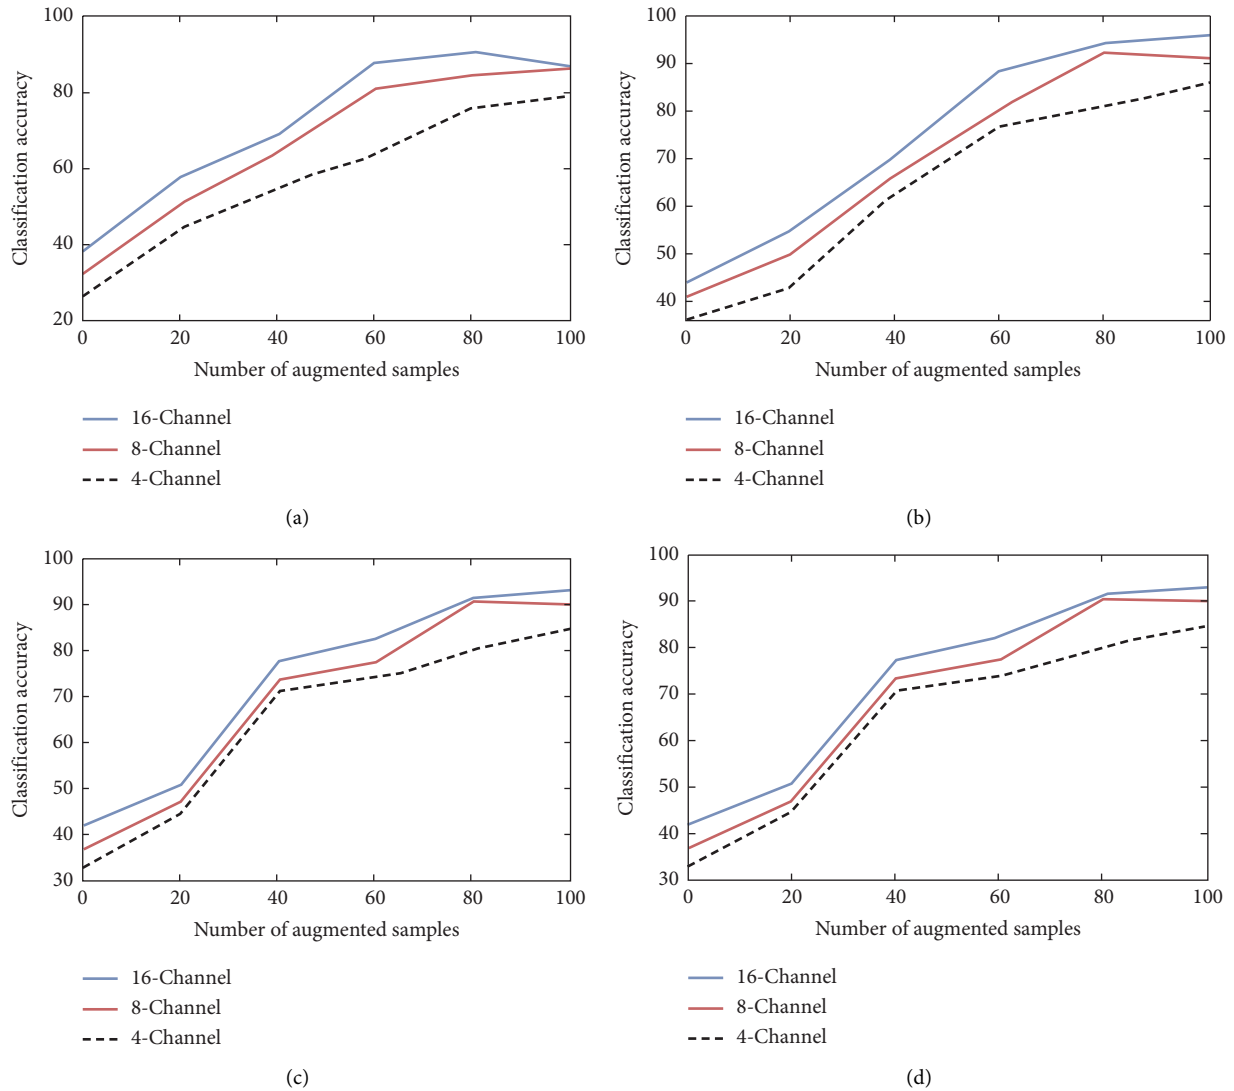 100
80
60
40
20
0 20 40 60 80 100
Classification accuracy
Number of augmented samples
16-Channel
8-Channel
4-Channel
(a)
100
90
80
70
60
50
40
0 20 40 60 80 100
Classification accuracy
Number of augmented samples
16-Channel
8-Channel
4-Channel
(b)
100
90
80
70
60
50
40
30
0 20 40 60 80 100
Classification accuracy
Number of augmented samples
16-Channel
8-Channel
4-Channel
(c)
100
90
80
70
60
50
40
30
0 20 40 60 80 100
Classification accuracy
Number of augmented samples
16-Channel
8-Channel
4-Channel
(d)